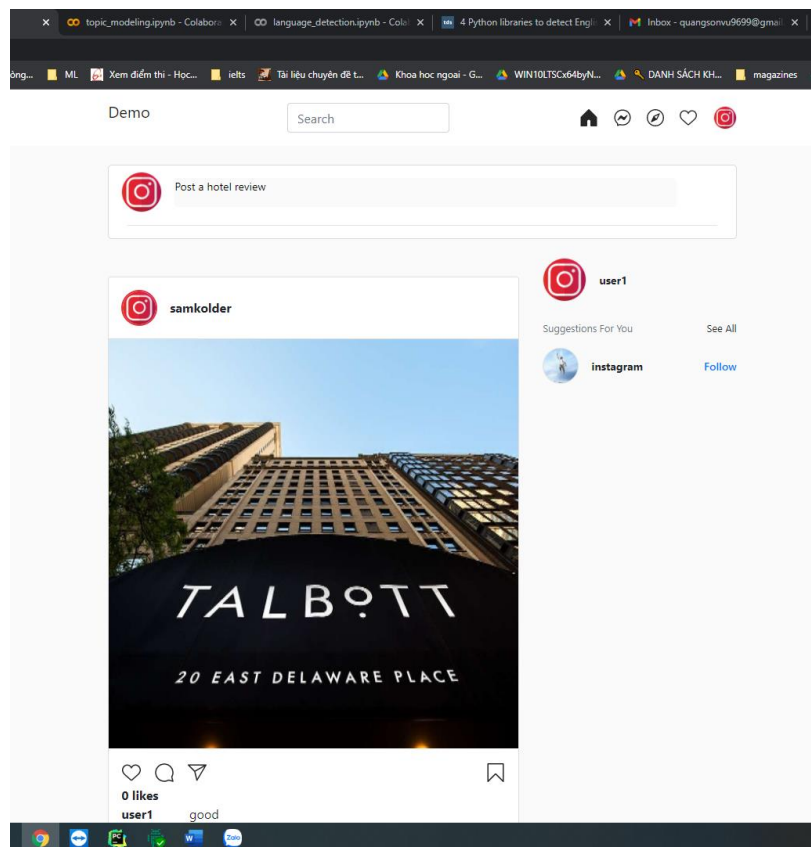 topic_modeling.ipynb - Colabora
language_detection.ipynb - Cola
4 Python libraries to detect Engli
Inbox - quangsonvu9699@gmail
ML
Xem điểm thi - Học...
ielts
Tài liệu chuyên đề t...
Khoa hoc ngoai - G...
WIN10LTSCx64byN...
DANH SÁCH KH...
magazines
Demo
Search
Post a hotel review
user1
samkolder
Suggestions For You
See All
instagram
Follow
TALBOTT
20 EAST DELAWARE PLACE
0 likes
user1 good
PC
W
Zalo